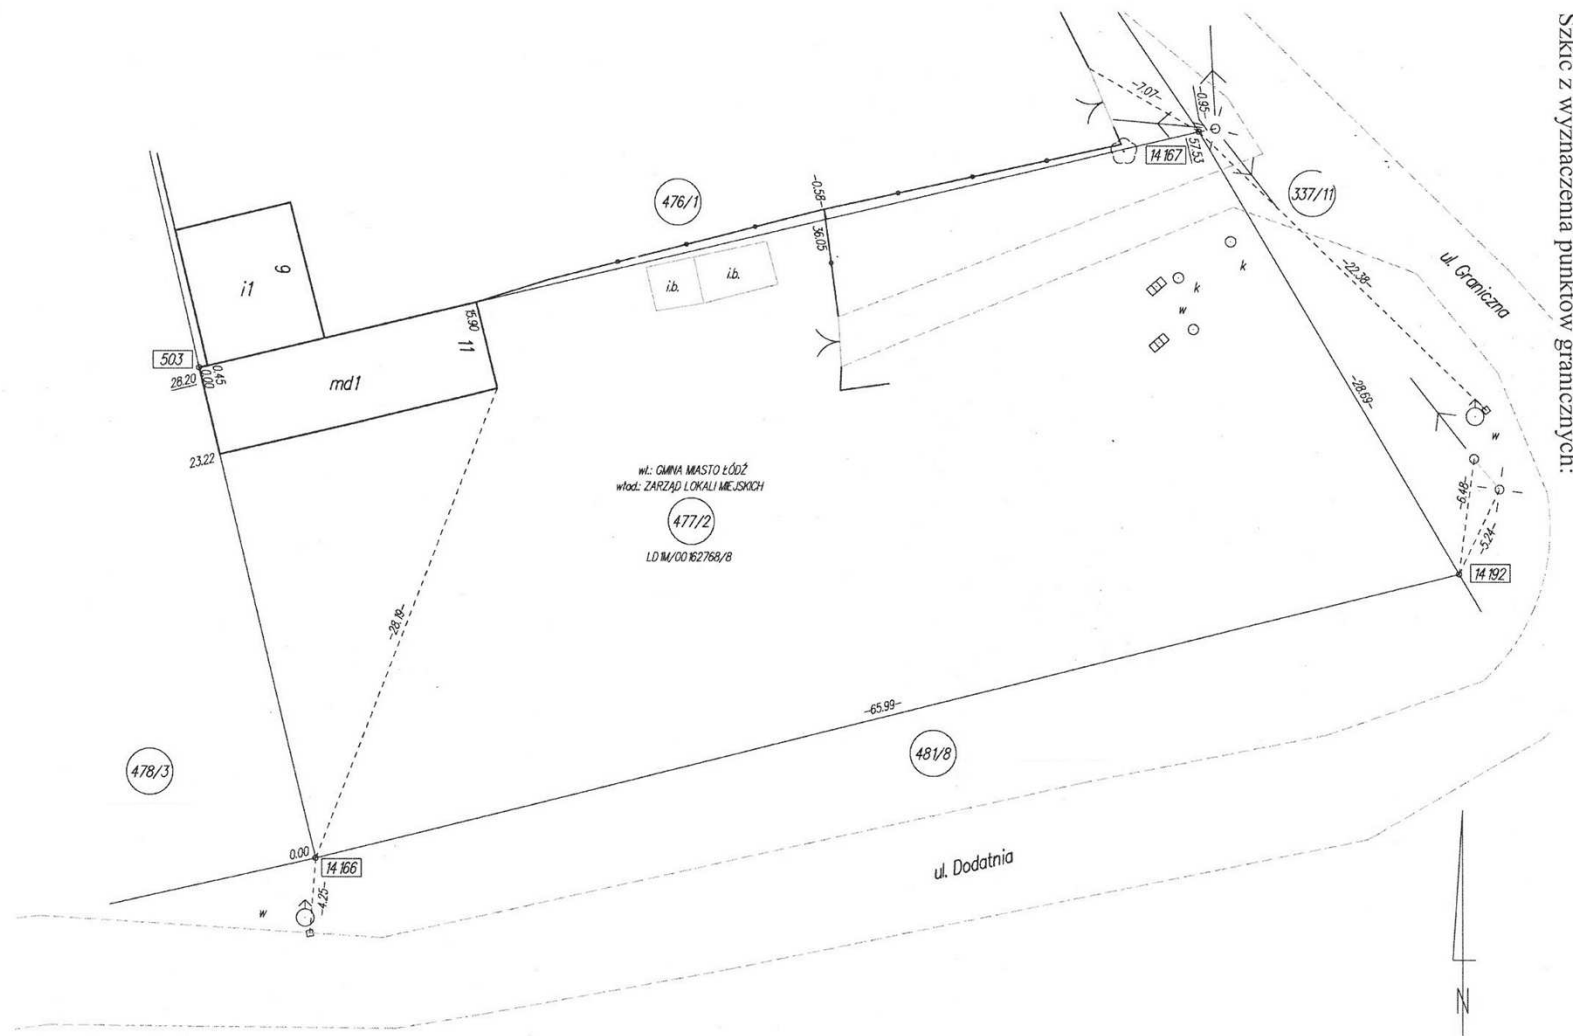 Szkic z wyznaczenia punktów granicznych:
-7.07-
-0.95-
14167
57.53
337/11
476/1
-0.58-
36.05
ul. Graniczna
9
i1
i.b.
i.b.
k
k
w
-22.38-
503
0.45
0.00
28.20
15.90
11
md1
-28.69-
23.22
w
wł.: GMINA MIASTO ŁÓDŹ
wład.: ZARZĄD LOKALI MIEJSKICH
477/2
LD1M/00162768/8
-6.48-
-5.24-
14192
-28.19-
-65.99-
478/3
481/8
0.00
14166
-4.25-
w
ul. Dodatnia
N